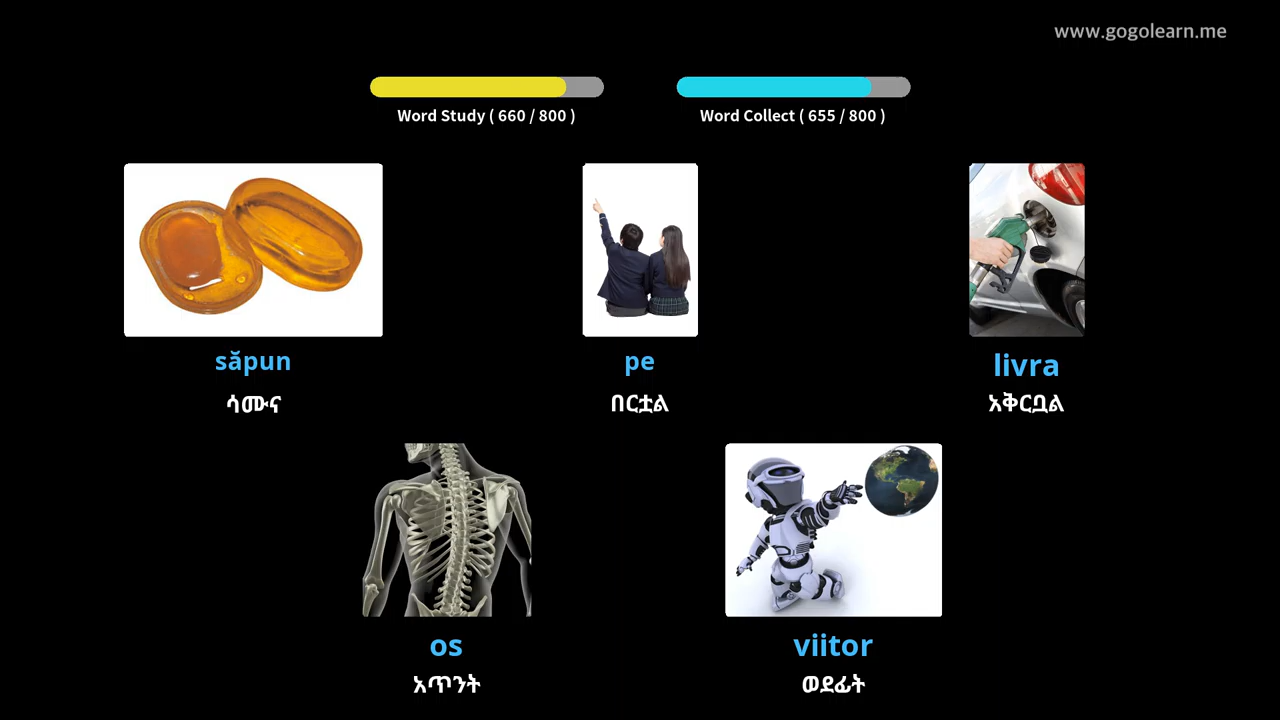 www.gogolearn.me
Word Study ( 660 / 800 )
Word Collect ( 655 / 800 )
săpun
pe
livra
ሳሙና
በርቷል
አቅርቧል
os
viitor
አጥንት
ወደፊት